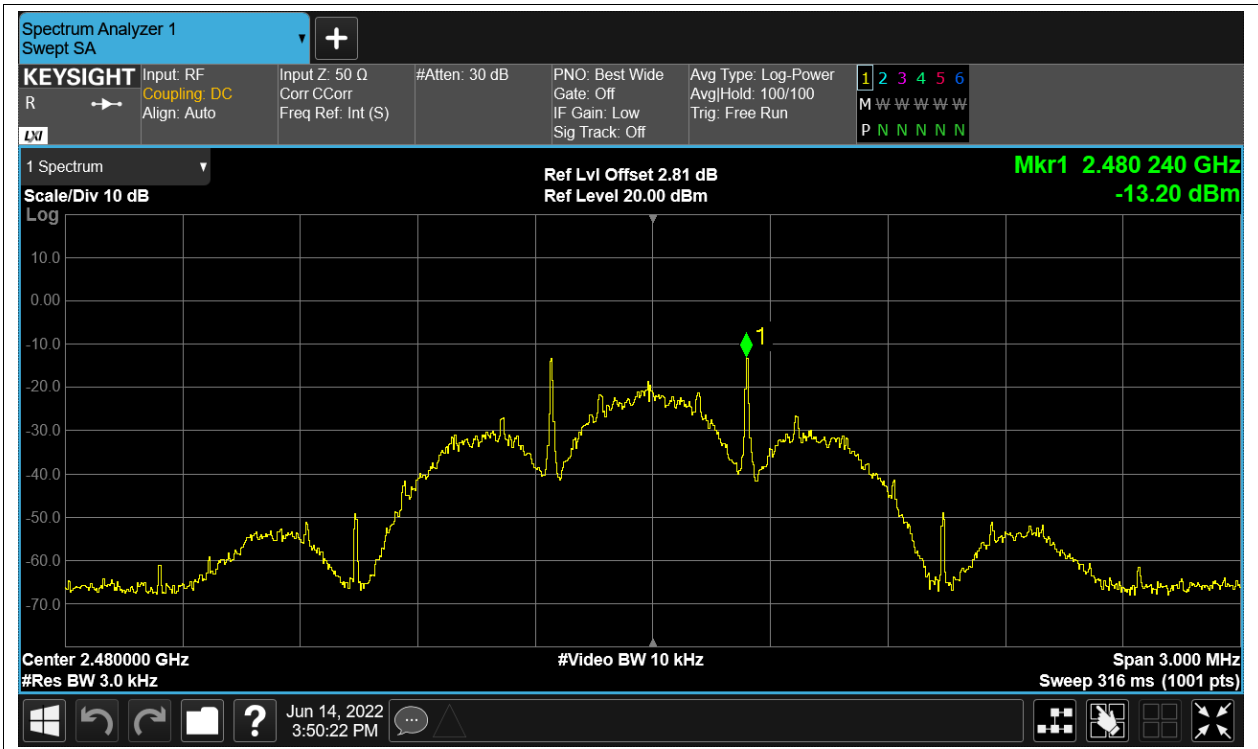 Spectrum Analyzer 1
Swept SA
KEYSIGHT
R
LXI
Input: RF
Coupling: DC
Align: Auto
Input Z: 50 Ω
Corr CCorr
Freq Ref: Int (S)
#Atten: 30 dB
PNO: Best Wide
Gate: Off
IF Gain: Low
Sig Track: Off
Avg Type: Log-Power
Avg|Hold: 100/100
Trig: Free Run
1 2 3 4 5 6
M W W W W W W
P N N N N N
1 Spectrum
Scale/Div 10 dB
Log
Ref Lvl Offset 2.81 dB
Ref Level 20.00 dBm
Mkr1 2.480 240 GHz
-13.20 dBm
10.0
0.00
-10.0
-20.0
-30.0
-40.0
-50.0
-60.0
-70.0
1
Center 2.480000 GHz
#Res BW 3.0 kHz
#Video BW 10 kHz
Span 3.000 MHz
Sweep 316 ms (1001 pts)
?
Jun 14, 2022
3:50:22 PM